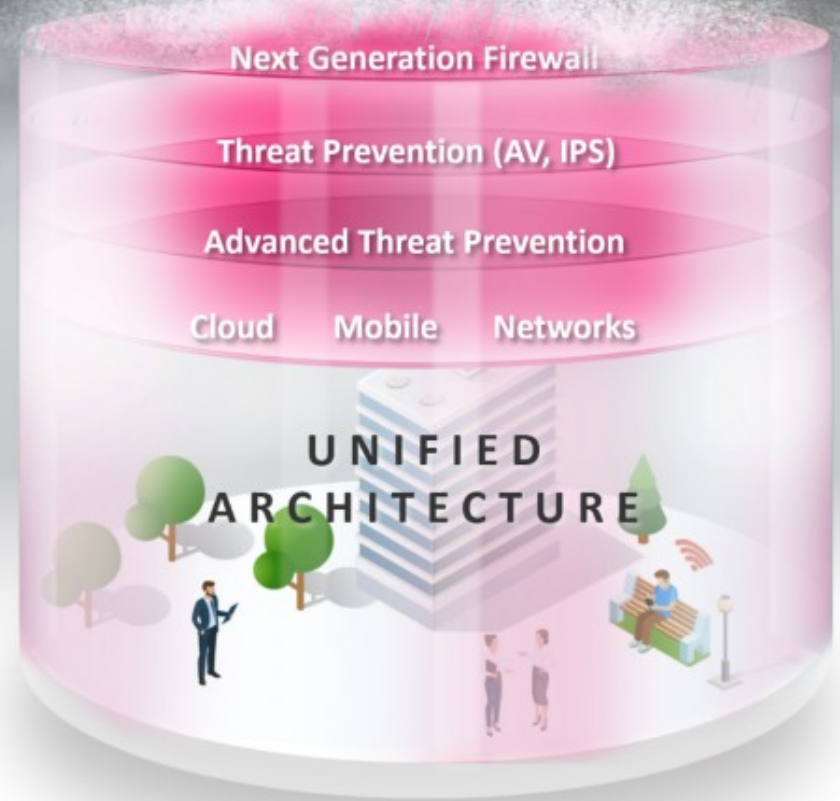 Next Generation Firewall
Threat Prevention (AV, IPS)
Advanced Threat Prevention
Cloud Mobile Networks
UNIFIED
ARCHITECTURE